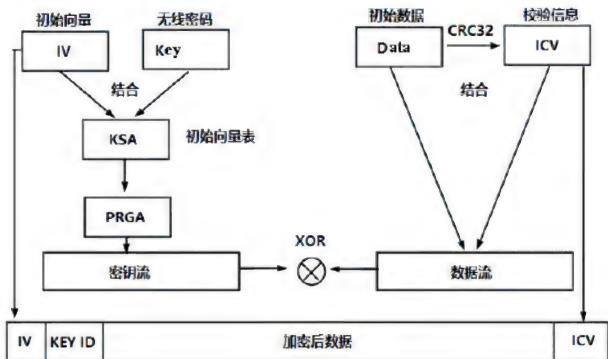 初始向量 无线密码 初始数据 校验信息
IV Key Data CRC32 ICV
结合 结合
KSA 初始向量表
PRGA
XOR
密钥流 数据流
IV KEY ID 加密后数据 ICV